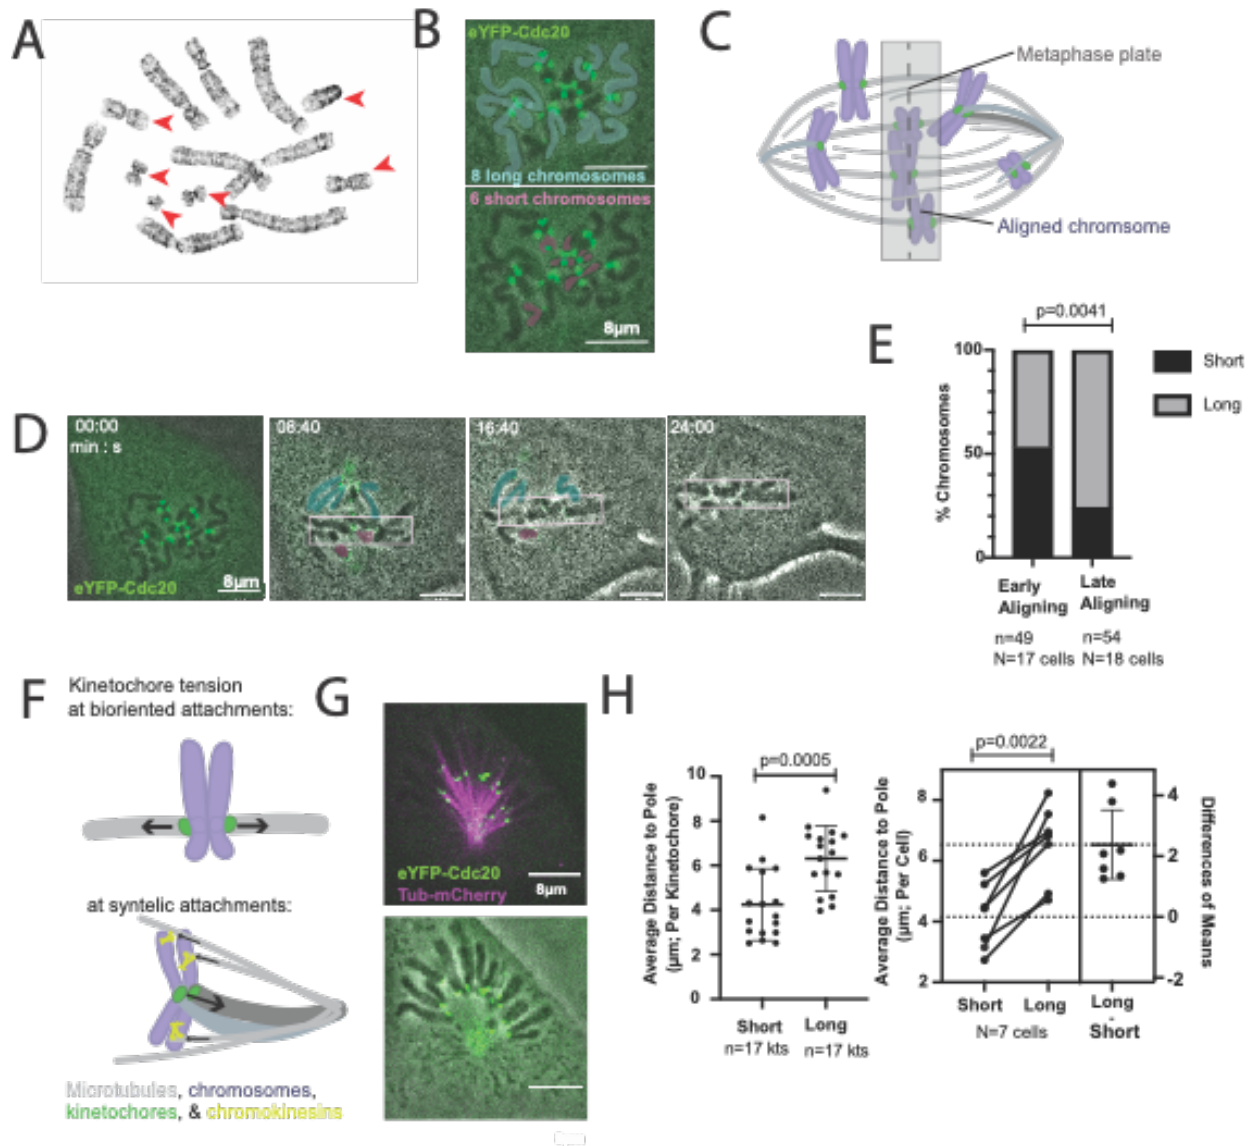 A
B
eYFP-Cdc20
8 long chromosomes
6 short chromosomes
8µm
C
Metaphase plate
Aligned chromsome
D
00:00
min : s
08:40
16:40
24:00
eYFP-Cdc20
8µm
E
p=0.0041
100
50
0
% Chromosomes
Short
Long
Early
Aligning
Late
Aligning
n=49
N=17 cells
n=54
N=18 cells
F
Kinetochore tension
at bioriented attachments:
at syntelic attachments:
Microtubules, chromosomes,
kinetochores, & chromokinesins
G
eYFP-Cdc20
Tub-mCherry
8µm
H
p=0.0005
10
8
6
4
2
0
Average Distance to Pole
(µm; Per Kinetochore)
Short
n=17 kts
Long
n=17 kts
p=0.0022
8
6
4
2
Average Distance to Pole
(µm; Per Cell)
Short
Long
N=7 cells
4
2
0
-2
Differences of Means
Long
-
Short